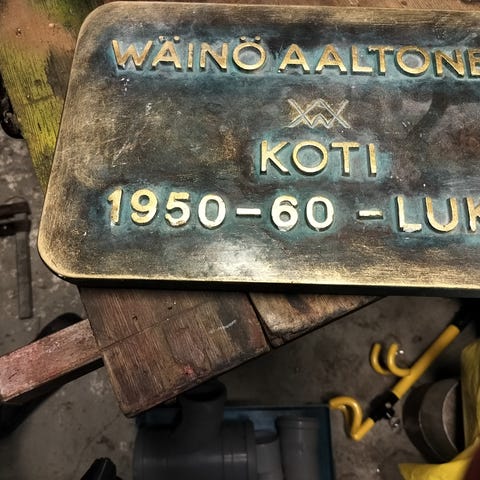 WÄINÖ AALTONE
KOTI
1950-60-LUK